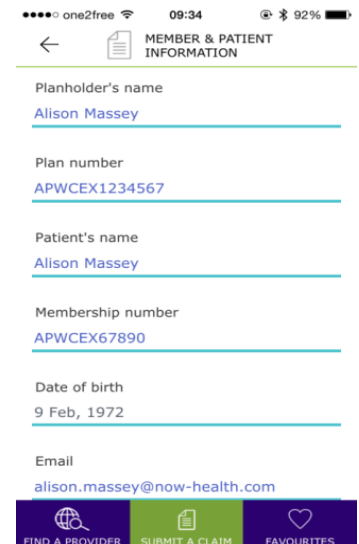 one2free 09:34 92%
MEMBER & PATIENT
INFORMATION
Planholder's name
Alison Massey
Plan number
APWCEX1234567
Patient's name
Alison Massey
Membership number
APWCEX67890
Date of birth
9 Feb, 1972
Email
alison.massey@now-health.com
FIND A PROVIDER SUBMIT A CLAIM FAVOURITES